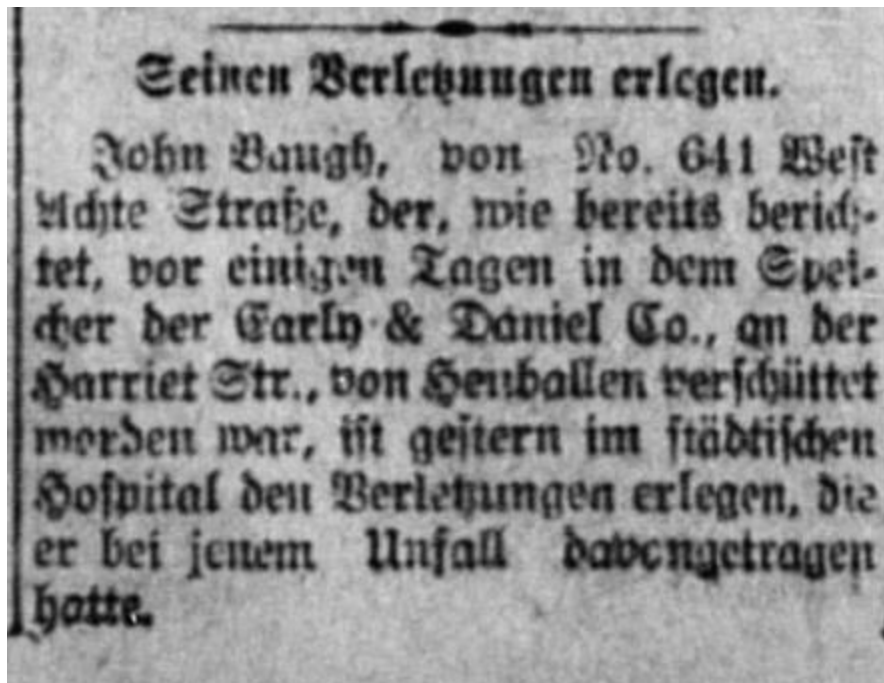 Seinen Verletzungen erlegen.
John Baugh, von No. 641 West
Achte Straße, der, wie bereits berich-
tet, vor einigen Tagen in dem Spei-
cher der Early & Daniel Co., an der
Harriet Str., von Heuballen verschüttet
worden war, ist gestern im städtischen
Hospital den Verletzungen erlegen, die
er bei jenem Unfall davongetragen
hatte.